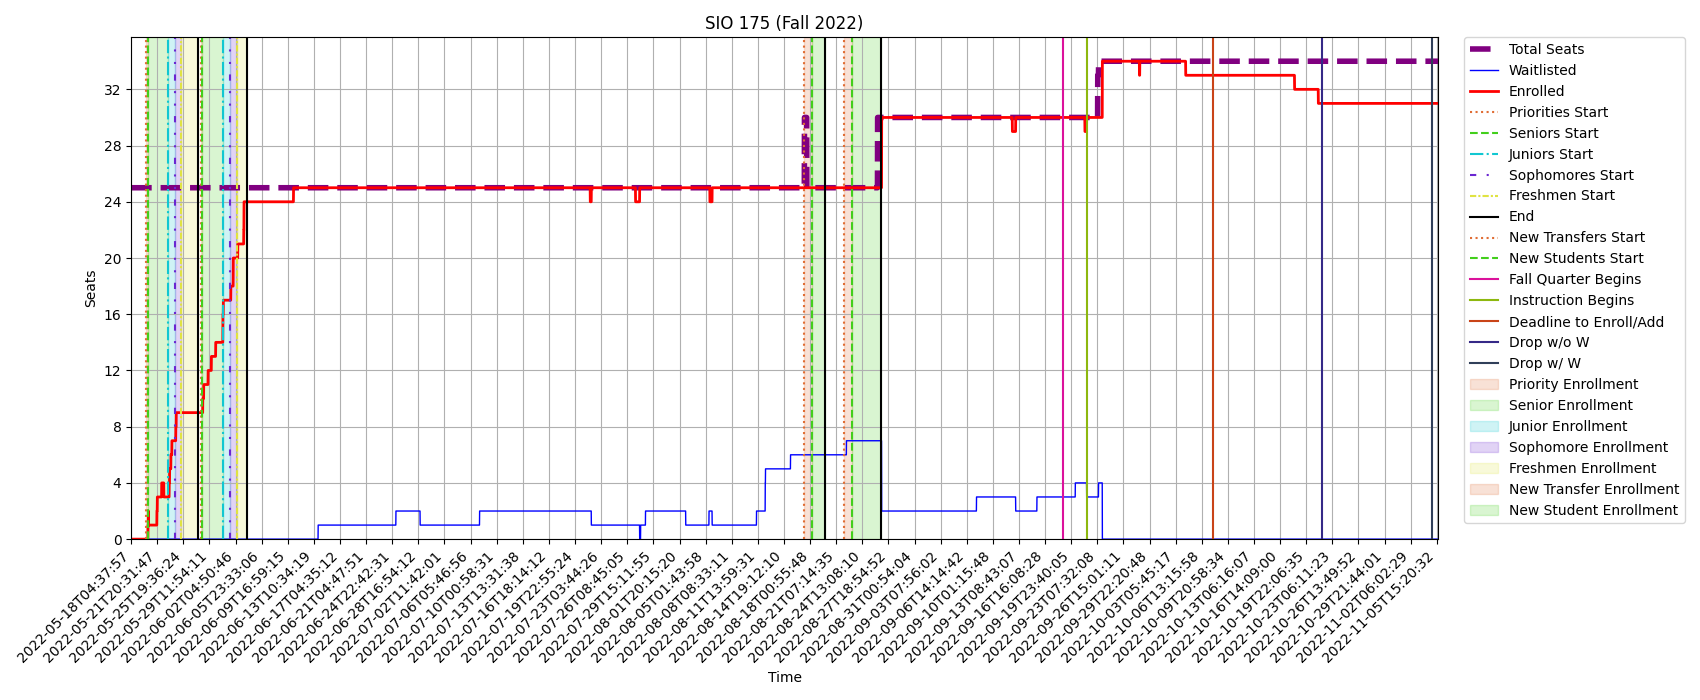 SIO 175 (Fall 2022)
Seats
32
28
24
20
16
12
8
4
0
2022-05-18T04:37:57
2022-05-21T20:31:47
2022-05-25T19:36:24
2022-05-29T11:54:11
2022-06-02T04:50:46
2022-06-05T23:33:06
2022-06-09T16:59:15
2022-06-13T10:34:19
2022-06-17T04:35:12
2022-06-21T04:47:51
2022-06-24T22:42:31
2022-06-28T16:54:12
2022-07-02T11:42:01
2022-07-06T05:46:56
2022-07-10T00:58:31
2022-07-13T13:31:38
2022-07-16T18:14:12
2022-07-19T22:55:24
2022-07-23T03:44:26
2022-07-26T08:45:05
2022-07-29T15:11:55
2022-08-01T20:15:20
2022-08-05T01:43:58
2022-08-08T08:33:11
2022-08-11T13:59:31
2022-08-14T19:12:10
2022-08-18T00:55:48
2022-08-21T07:14:35
2022-08-24T13:08:10
2022-08-27T18:54:52
2022-08-31T00:54:04
2022-09-03T07:56:02
2022-09-06T14:14:42
2022-09-10T01:15:48
2022-09-13T08:43:07
2022-09-16T16:08:28
2022-09-19T23:40:05
2022-09-23T07:32:08
2022-09-26T15:01:11
2022-09-29T22:20:48
2022-10-03T05:45:17
2022-10-06T13:15:58
2022-10-09T20:58:34
2022-10-13T06:16:07
2022-10-16T14:09:00
2022-10-19T22:06:35
2022-10-23T06:11:23
2022-10-26T13:49:52
2022-10-29T21:44:01
2022-11-02T06:02:29
2022-11-05T15:20:32
Time
Total Seats
Waitlisted
Enrolled
Priorities Start
Seniors Start
Juniors Start
Sophomores Start
Freshmen Start
End
New Transfers Start
New Students Start
Fall Quarter Begins
Instruction Begins
Deadline to Enroll/Add
Drop w/o W
Drop w/ W
Priority Enrollment
Senior Enrollment
Junior Enrollment
Sophomore Enrollment
Freshmen Enrollment
New Transfer Enrollment
New Student Enrollment